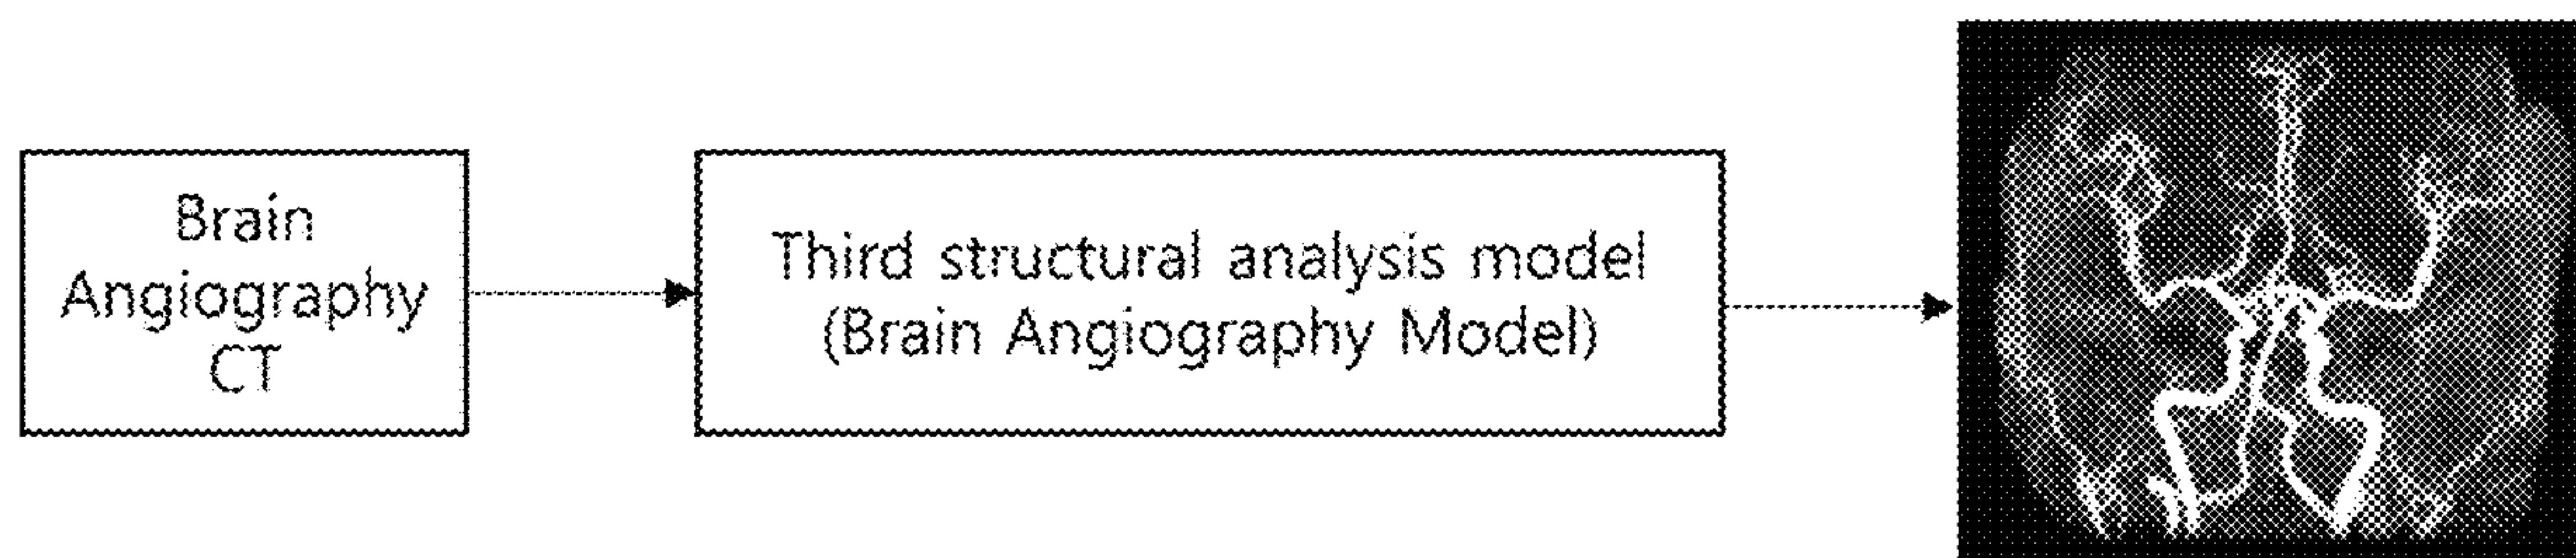 Brain
Angiography
CT
Third structural analysis model
(Brain Angiography Model)